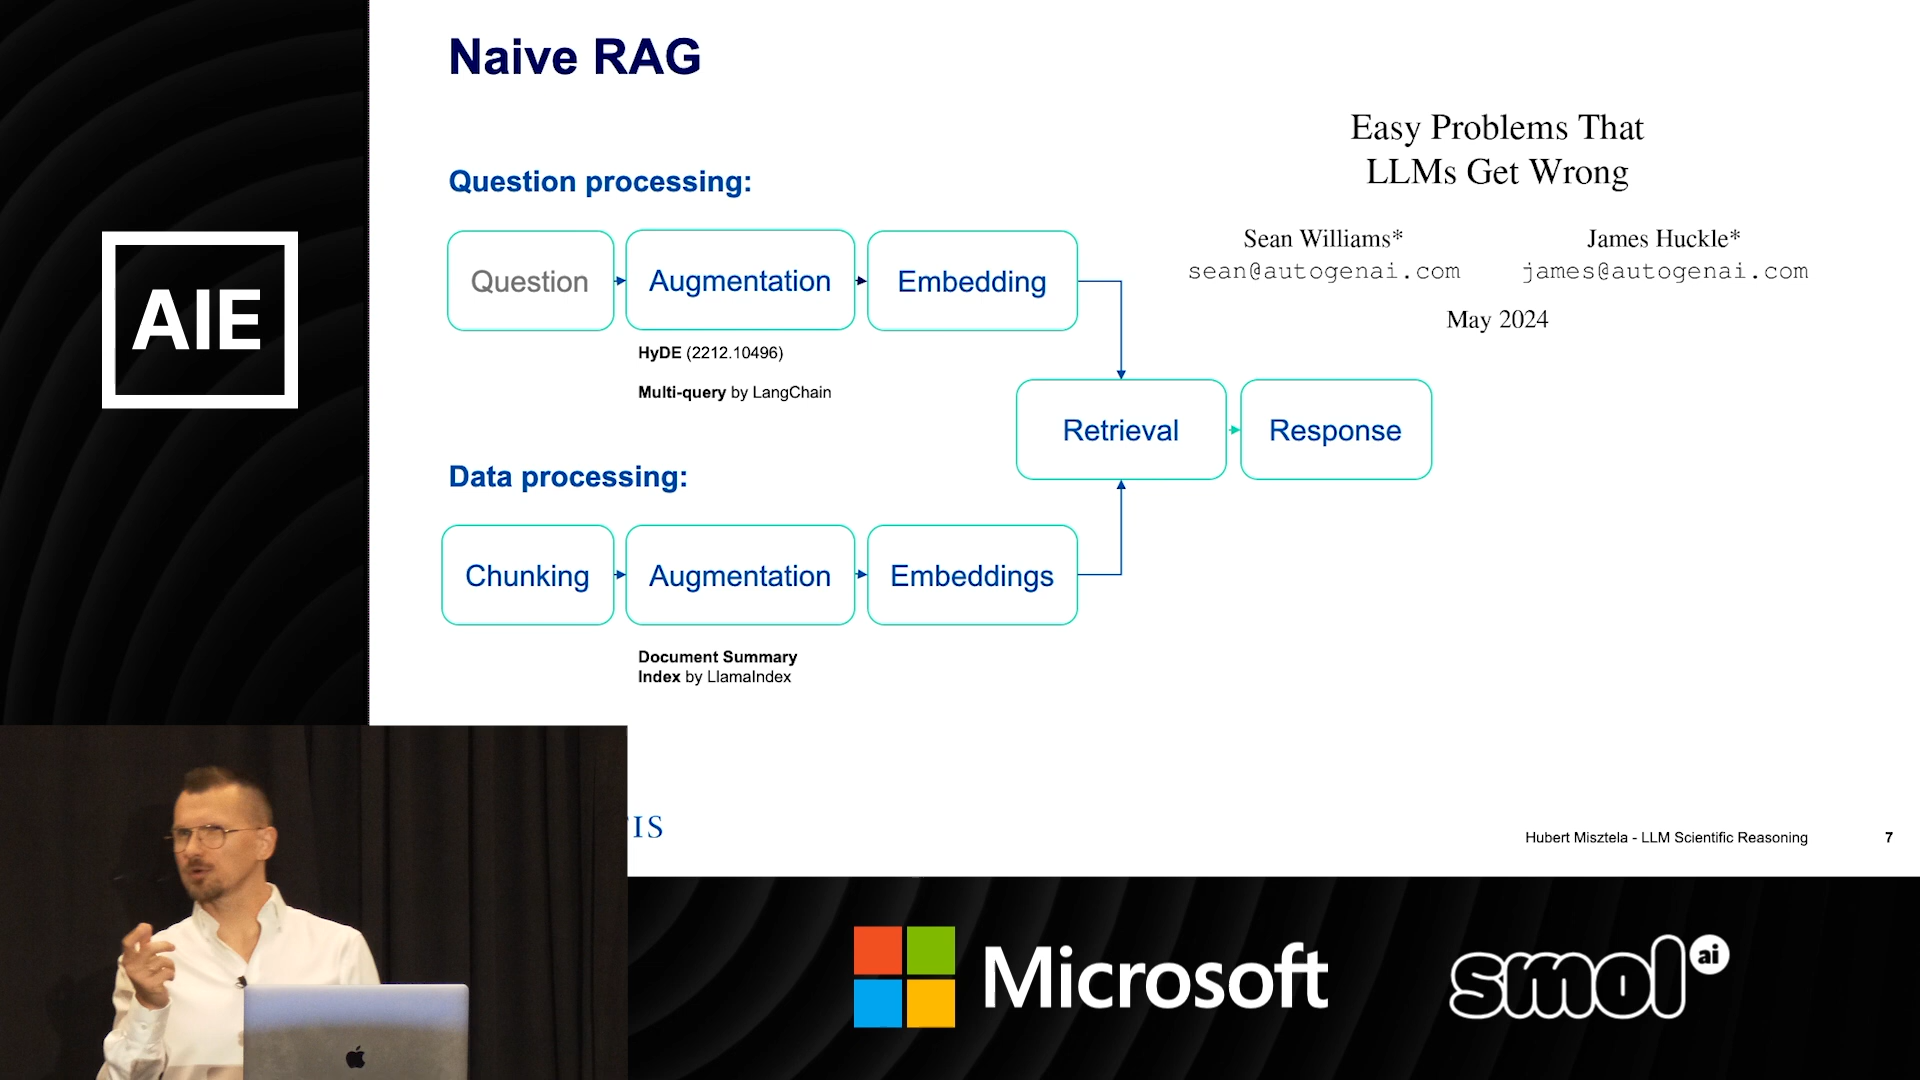 Naive RAG
Easy Problems That
LLMs Get Wrong
Sean Williams*
sean@autogenai.com
James Huckle*
james@autogenai.com
May 2024
Question processing:
Question
Augmentation
Embedding
HyDE (2212.10496)
Multi-query by LangChain
Retrieval
Response
Data processing:
Chunking
Augmentation
Embeddings
Document Summary
Index by LlamaIndex
AIE
IS
Hubert Misztela - LLM Scientific Reasoning
7
Microsoft
smol ai